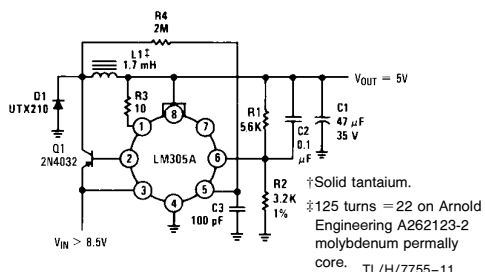 R4
2M
L1‡
1.7 mH
VOUT = 5V
D1
UTX210
R3
10
8
1
7
R1
5.6K
C2
0.1
µF
C1
47 µF
35 V
Q1
2N4032
2
LM305A
6
3
5
4
R2
3.2K
1%
C3
100 pF
VIN > 8.5V
†Solid tantaium.
‡125 turns =22 on Arnold
Engineering A262123-2
molybdenum permally
core.
TL/H/7755–11